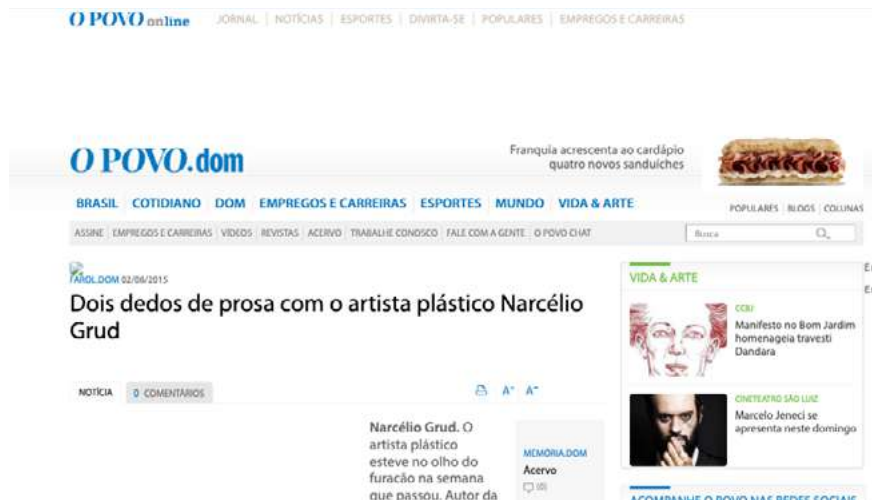 O POVO online JORNAL | NOTÍCIAS | ESPORTES | DIVIRTA-SE | POPULARES | EMPREGOS E CARREIRAS
O POVO.dom
Franquia acrescenta ao cardápio
quatro novos sanduíches
BRASIL COTIDIANO DOM EMPREGOS E CARREIRAS ESPORTES MUNDO VIDA & ARTE
POPULARES BLOGS COLUNAS
ASSINE EMPREGOS E CARREIRAS VÍDEOS REVISTAS ACERVO TRABALHE CONOSCO FALE COM A GENTE O POVO CHAT
Busca
FAROL.DOM 02/06/2015
Dois dedos de prosa com o artista plástico Narcélio
Grud
NOTÍCIA 0 COMENTÁRIOS
A+ A-
Narcélio Grud. O
artista plástico
esteve no olho do
furacão na semana
que passou. Autor da
MEMÓRIA.DOM
Acervo
(0)
VIDA & ARTE
CCBJ
Manifesto no Bom Jardim
homenageia travesti
Dandara
CINETEATRO SÃO LUIZ
Marcelo Jeneci se
apresenta neste domingo
ACOMPANHE O POVO NAS REDES SOCIAIS